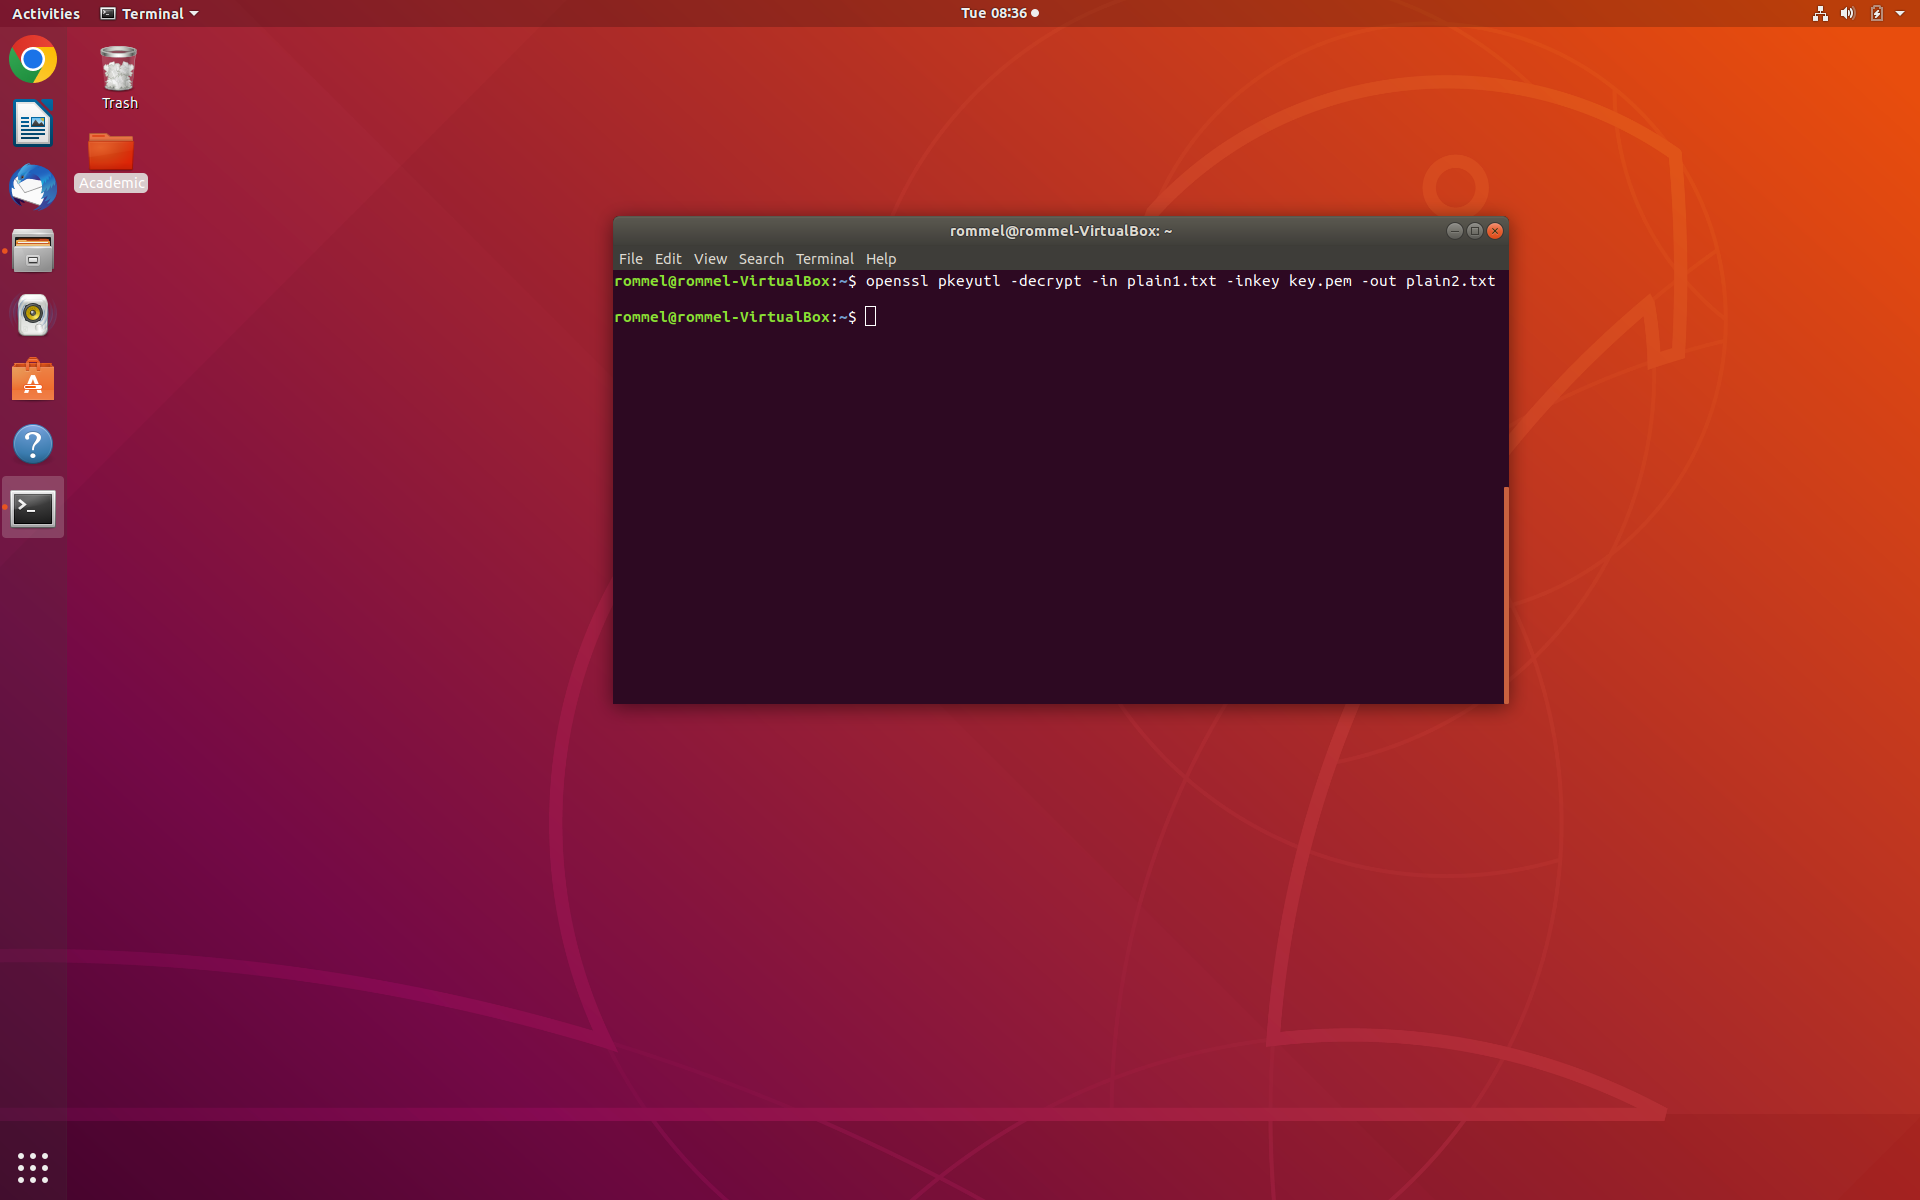 Activities Terminal Tue 08:36
Trash
Academic
rommel@rommel-VirtualBox: ~
File Edit View Search Terminal Help
rommel@rommel-VirtualBox:~$ openssl pkeyutl -decrypt -in plain1.txt -inkey key.pem -out plain2.txt
rommel@rommel-VirtualBox:~$